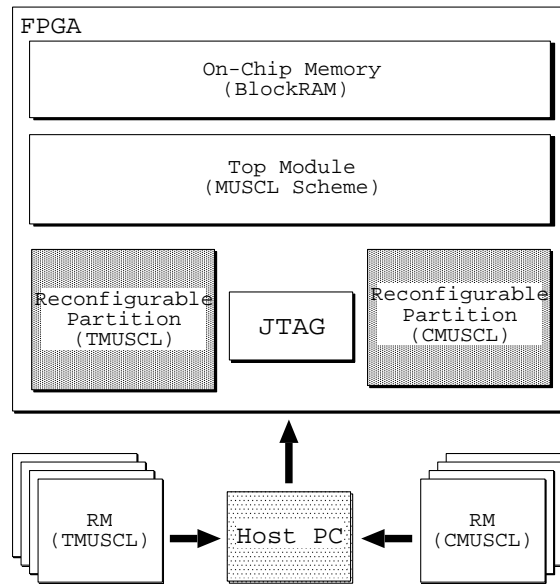 FPGA
On-Chip Memory
(BlockRAM)
Top Module
(MUSCL Scheme)
Reconfigurable
Partition
(TMUSCL)
JTAG
Reconfigurable
Partition
(CMUSCL)
RM
(TMUSCL)
Host PC
RM
(CMUSCL)